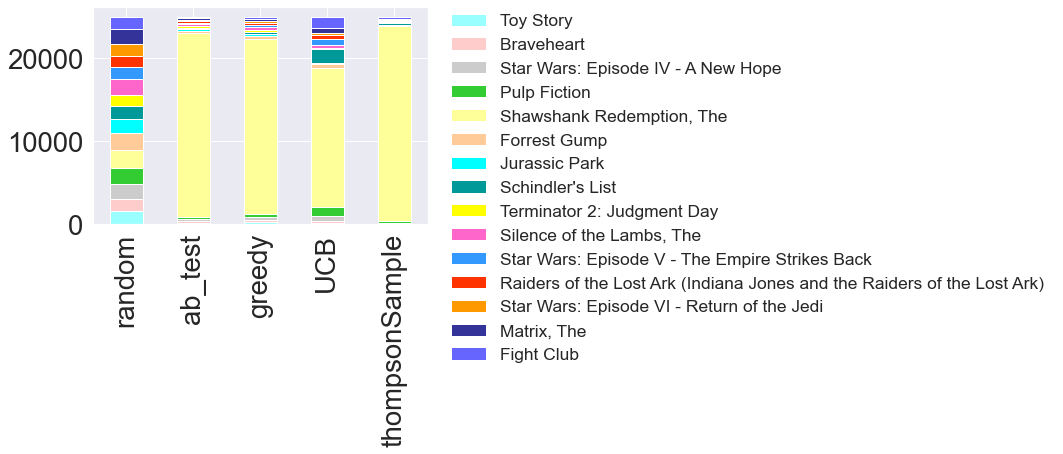 20000
10000
0
random
ab_test
greedy
UCB
thompsonSample
Toy Story
Braveheart
Star Wars: Episode IV - A New Hope
Pulp Fiction
Shawshank Redemption, The
Forrest Gump
Jurassic Park
Schindler's List
Terminator 2: Judgment Day
Silence of the Lambs, The
Star Wars: Episode V - The Empire Strikes Back
Raiders of the Lost Ark (Indiana Jones and the Raiders of the Lost Ark)
Star Wars: Episode VI - Return of the Jedi
Matrix, The
Fight Club